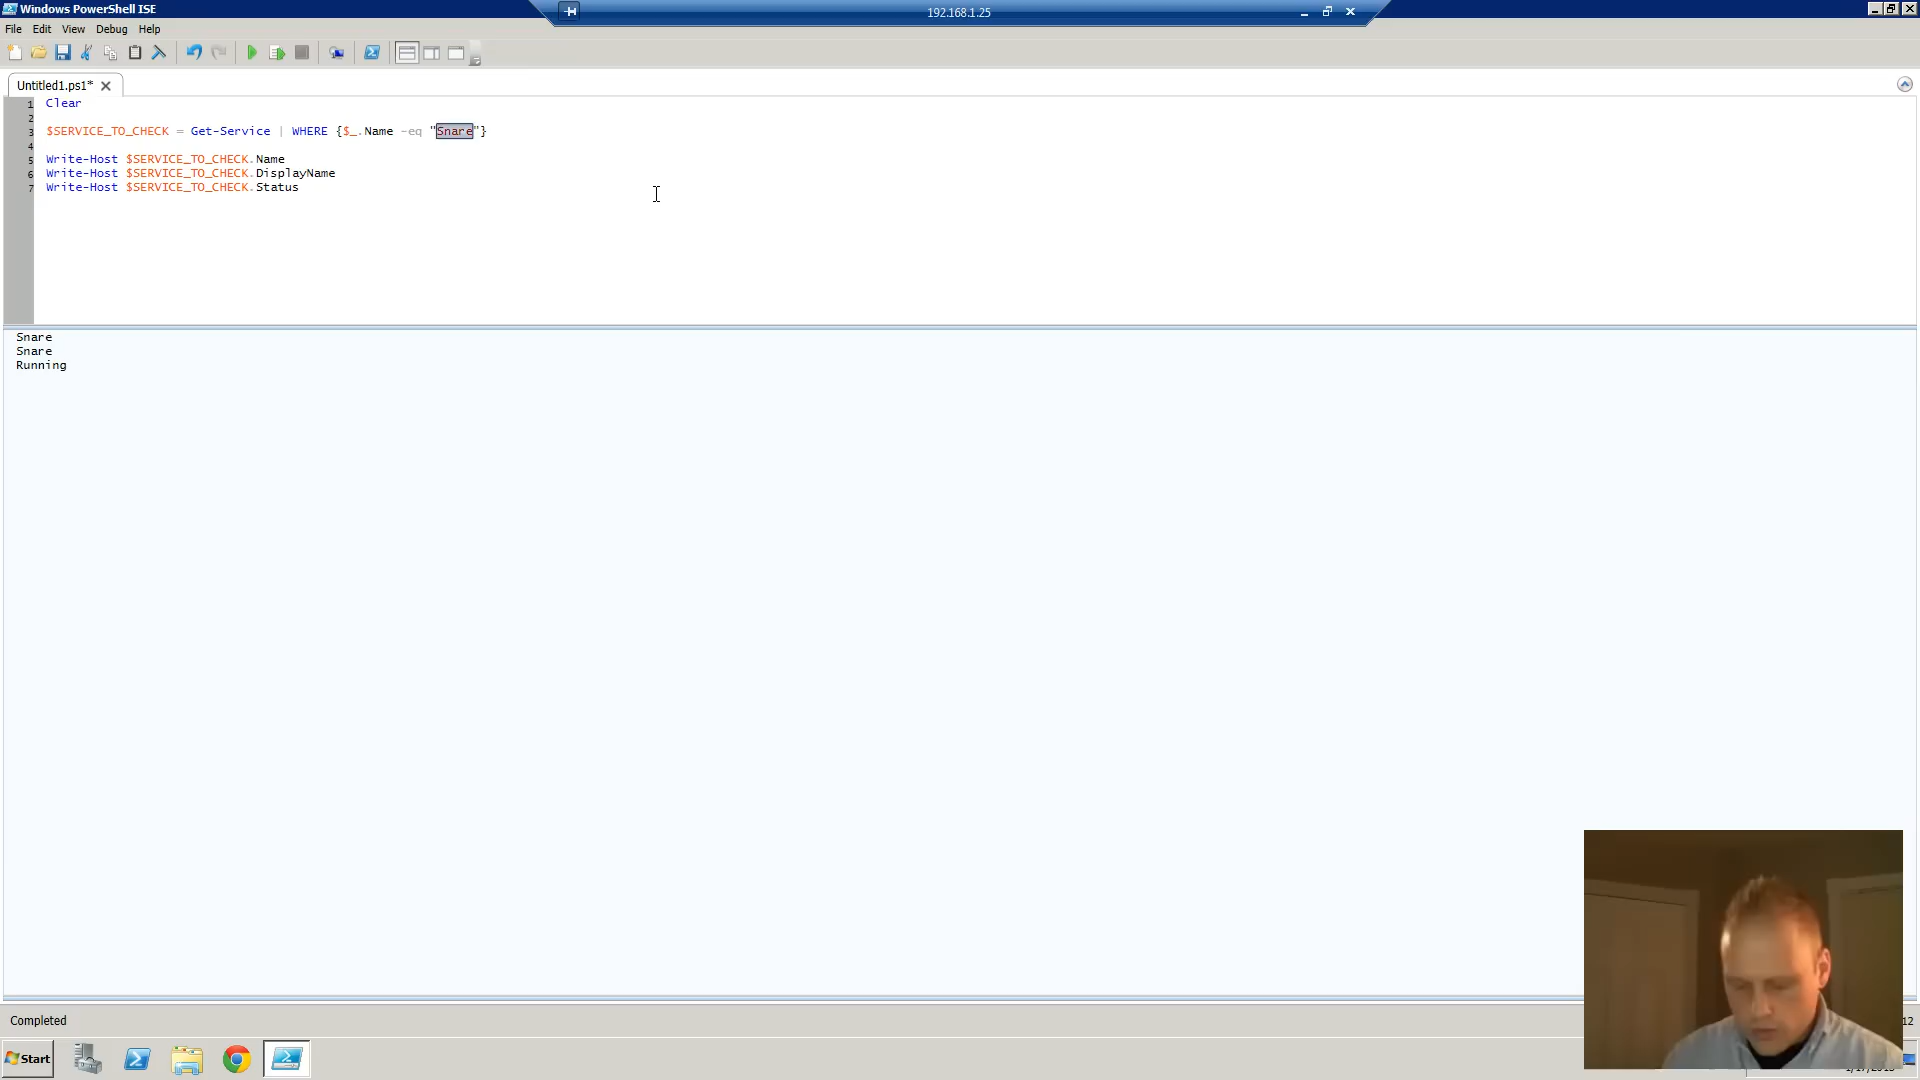 Windows PowerShell ISE
192.168.1.25
File Edit View Debug Help
Untitled1.ps1*
1 Clear
2
3 $SERVICE_TO_CHECK = Get-Service | WHERE {$_.Name -eq "Snare"}
4
5 Write-Host $SERVICE_TO_CHECK.Name
6 Write-Host $SERVICE_TO_CHECK.DisplayName
7 Write-Host $SERVICE_TO_CHECK.Status
Snare
Snare
Running
Completed
12
Start